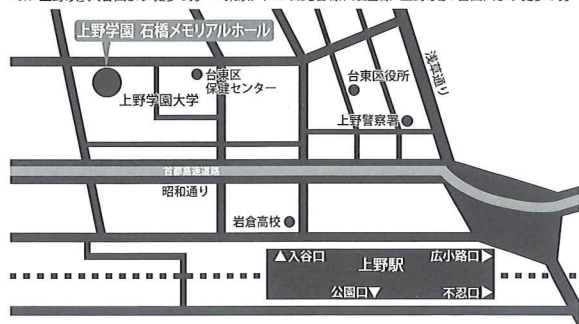 上野学園 石橋メモリアルホール
上野学園大学
台東区
保健センター
台東区役所
上野警察署
浅草通り
首都高速道路
昭和通り
岩倉高校
▲入谷口
上野駅
広小路口▶
公園口▼
不忍口▶